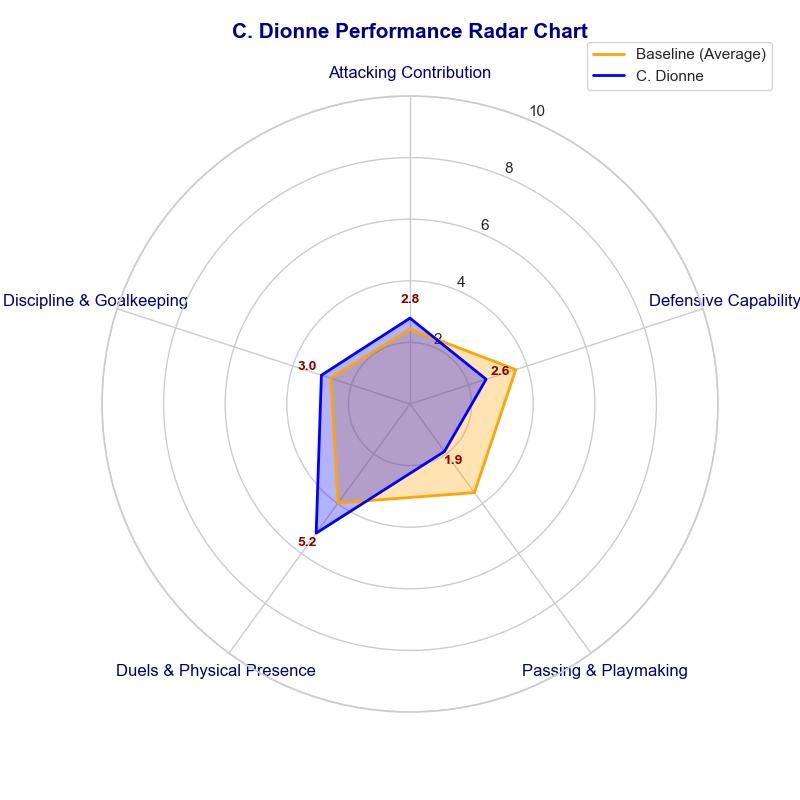 C. Dionne Performance Radar Chart
Baseline (Average)
C. Dionne
Attacking Contribution
10
8
6
4
2
2.8
Discipline & Goalkeeping
Defensive Capability
3.0
2.6
1.9
5.2
Duels & Physical Presence
Passing & Playmaking